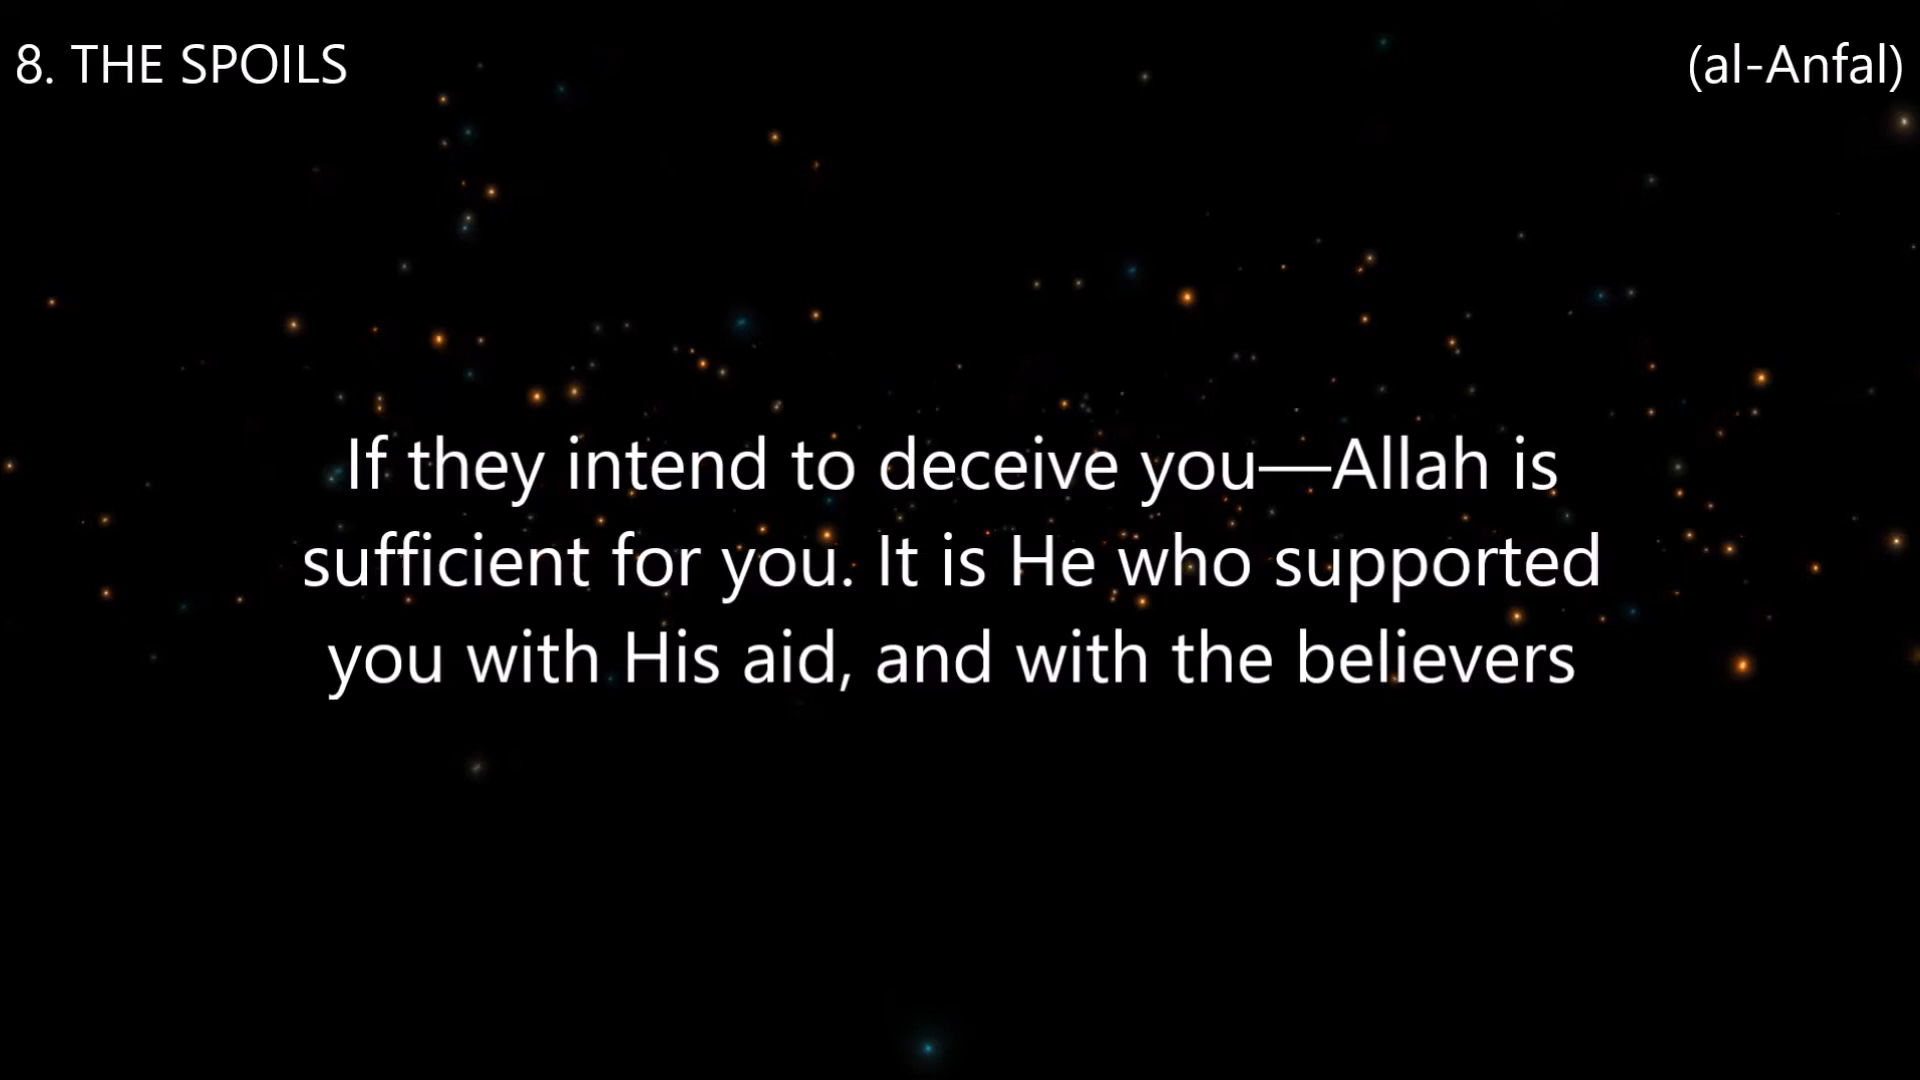 8. THE SPOILS
(al-Anfal)
If they intend to deceive you—Allah is
sufficient for you. It is He who supported
you with His aid, and with the believers